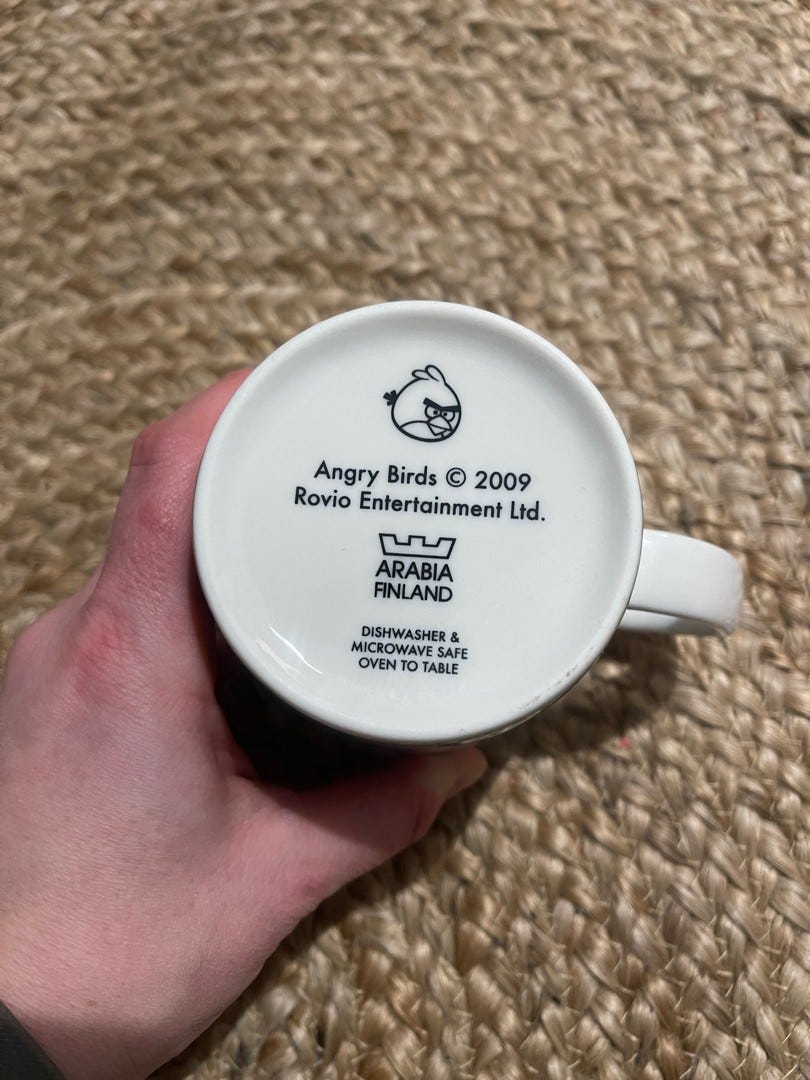 Angry Birds © 2009
Rovio Entertainment Ltd.
ARABIA
FINLAND
DISHWASHER &
MICROWAVE SAFE
OVEN TO TABLE